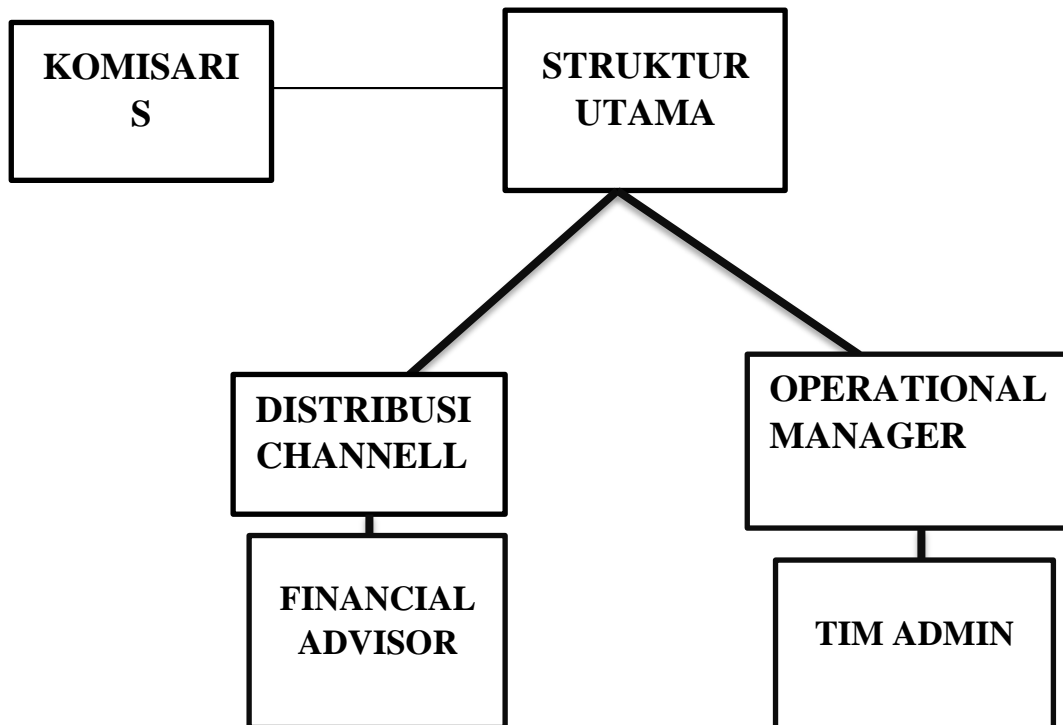 KOMISARI
S
STRUKTUR
UTAMA
DISTRIBUSI
CHANNELL
OPERATIONAL
MANAGER
FINANCIAL
ADVISOR
TIM ADMIN